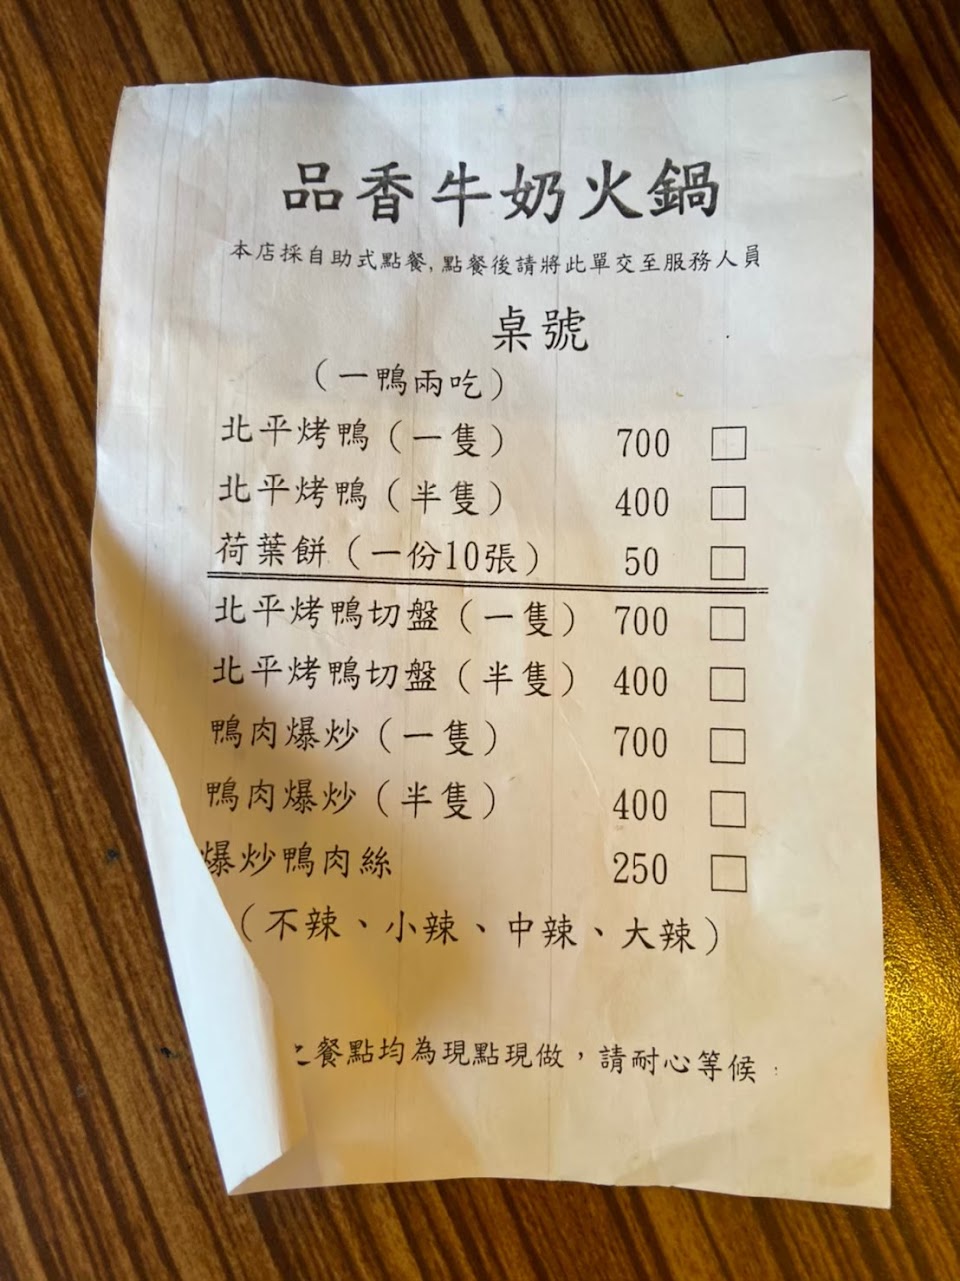 品香牛奶火鍋
本店採自助式點餐,點餐後請將此單交至服務人員
桌號
(一鴨兩吃)
北平烤鴨(一隻) 700 □
北平烤鴨(半隻) 400 □
荷葉餅(一份10張) 50 □
北平烤鴨切盤(一隻) 700 □
北平烤鴨切盤(半隻) 400 □
鴨肉爆炒(一隻) 700 □
鴨肉爆炒(半隻) 400 □
爆炒鴨肉絲 250 □
(不辣、小辣、中辣、大辣)
餐點均為現點現做,請耐心等候